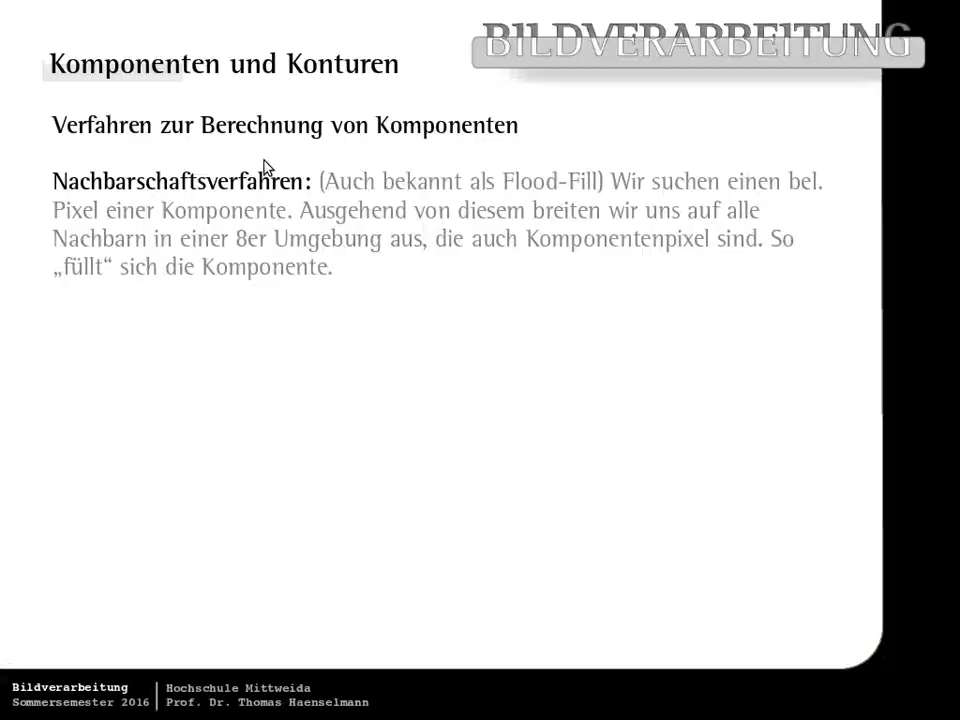 BILDVERARBEITUNG
Komponenten und Konturen
Verfahren zur Berechnung von Komponenten
Nachbarschaftsverfahren: (Auch bekannt als Flood-Fill) Wir suchen einen bel.
Pixel einer Komponente. Ausgehend von diesem breiten wir uns auf alle
Nachbarn in einer 8er Umgebung aus, die auch Komponentenpixel sind. So
„füllt“ sich die Komponente.
Bildverarbeitung
Sommersemester 2016
Hochschule Mittweida
Prof. Dr. Thomas Haenselmann